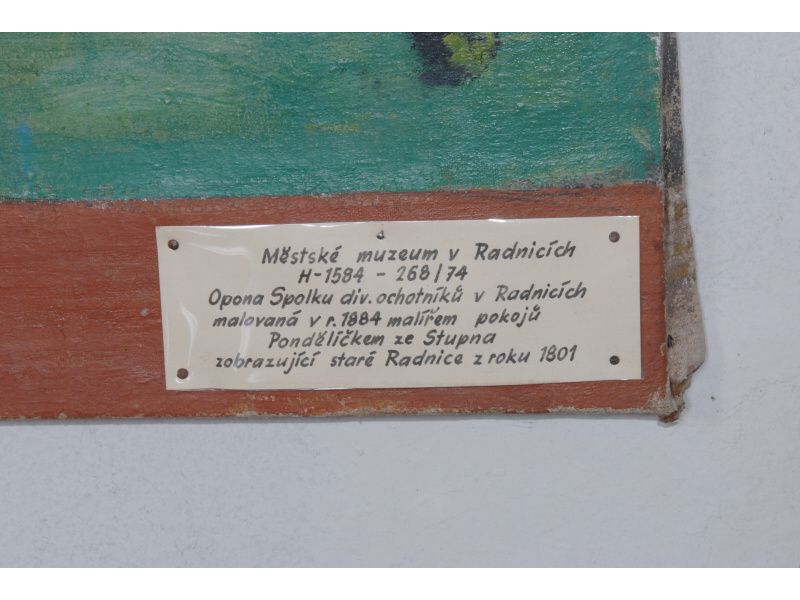 Městské muzeum v Radnicích
H-1584 - 268/74
Opona Spolku div. ochotníků v Radnicích
malovaná v r. 1884 malířem pokojů
Pondělíčkem ze Stupna
zobrazující staré Radnice z roku 1801